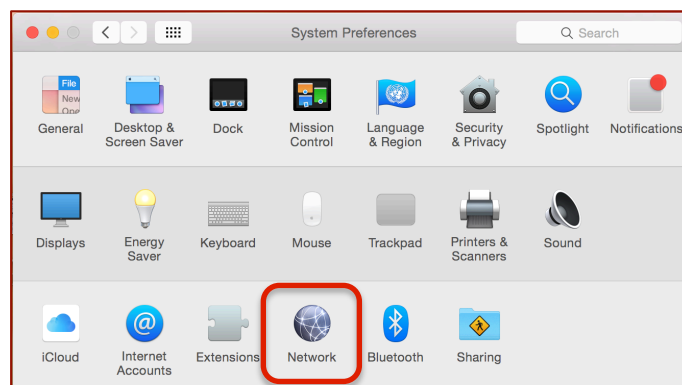 System Preferences
Search
File
New
Ope
General
Desktop &
Screen Saver
Dock
Mission
Control
Language
& Region
Security
& Privacy
Spotlight
Notifications
Displays
Energy
Saver
Keyboard
Mouse
Trackpad
Printers &
Scanners
Sound
iCloud
@
Internet
Accounts
Extensions
Network
Bluetooth
Sharing